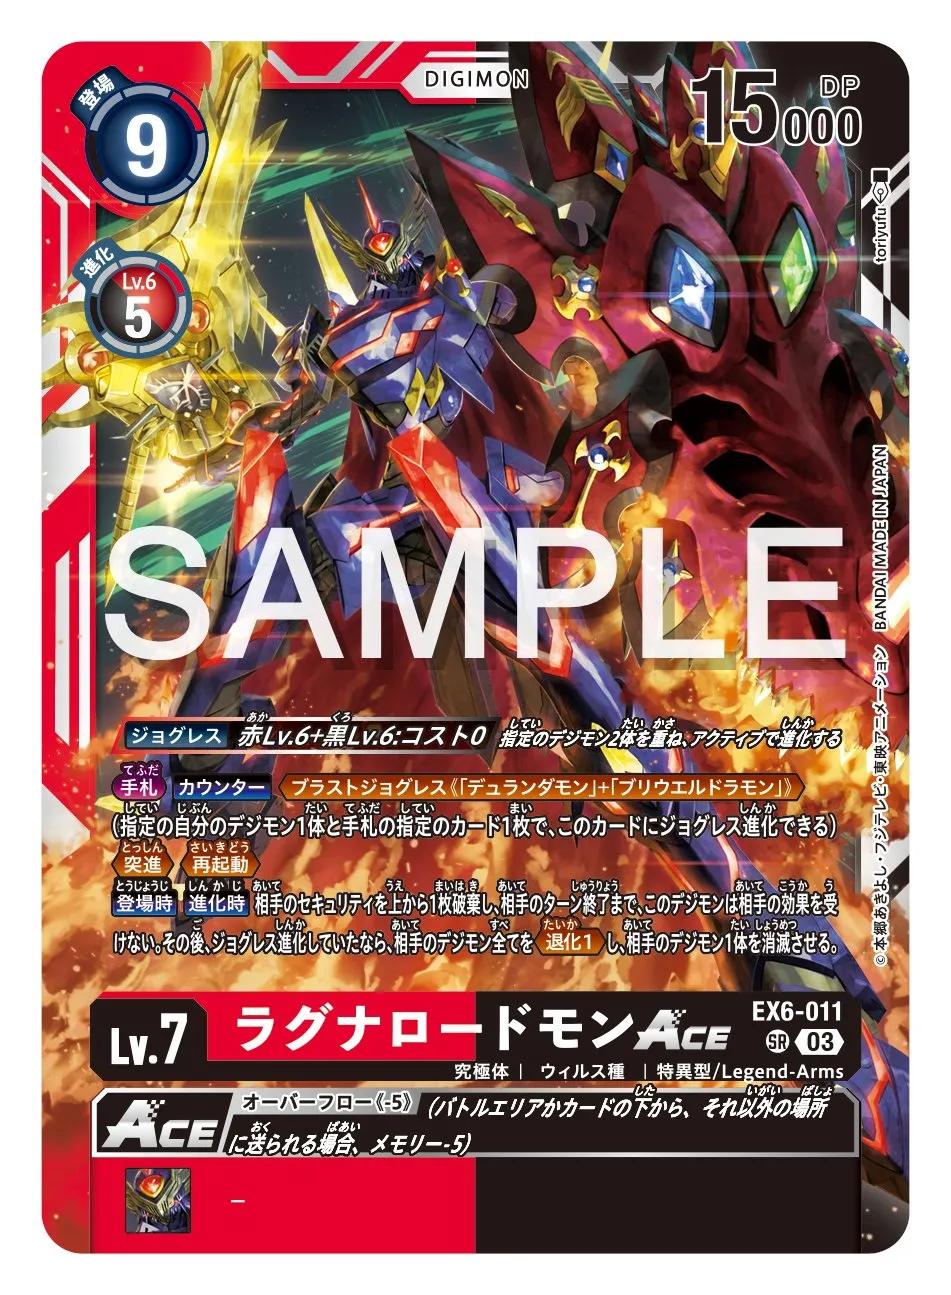 DIGIMON
登場
9
15000
DP
進化
Lv.6
5
toriyufu
SAMPLE
ジョグレス 赤Lv.6+黒Lv.6:コスト0 指定のデジモン2体を重ね、アクティブで進化する
手札 カウンター ブラストジョグレス《「デュランダモン」+「ブリウエルドラモン」》
(指定の自分のデジモン1体と手札の指定のカード1枚で、このカードにジョグレス進化できる)
突進 再起動
登場時 進化時 相手のセキュリティを上から1枚破棄し、相手のターン終了まで、このデジモンは相手の効果を受
けない。その後、ジョグレス進化していたなら、相手のデジモン全てを 退化1 し、相手のデジモン1体を消滅させる。
©本郷あきよし・フジテレビ・東映アニメーション BANDAI MADE IN JAPAN
Lv.7
ラグナロードモンACE
EX6-011
SR 03
究極体 | ウィルス種 | 特異型/Legend-Arms
ACE
オーバーフロー《-5》 (バトルエリアかカードの下から、それ以外の場所
に送られる場合、メモリー-5)
–